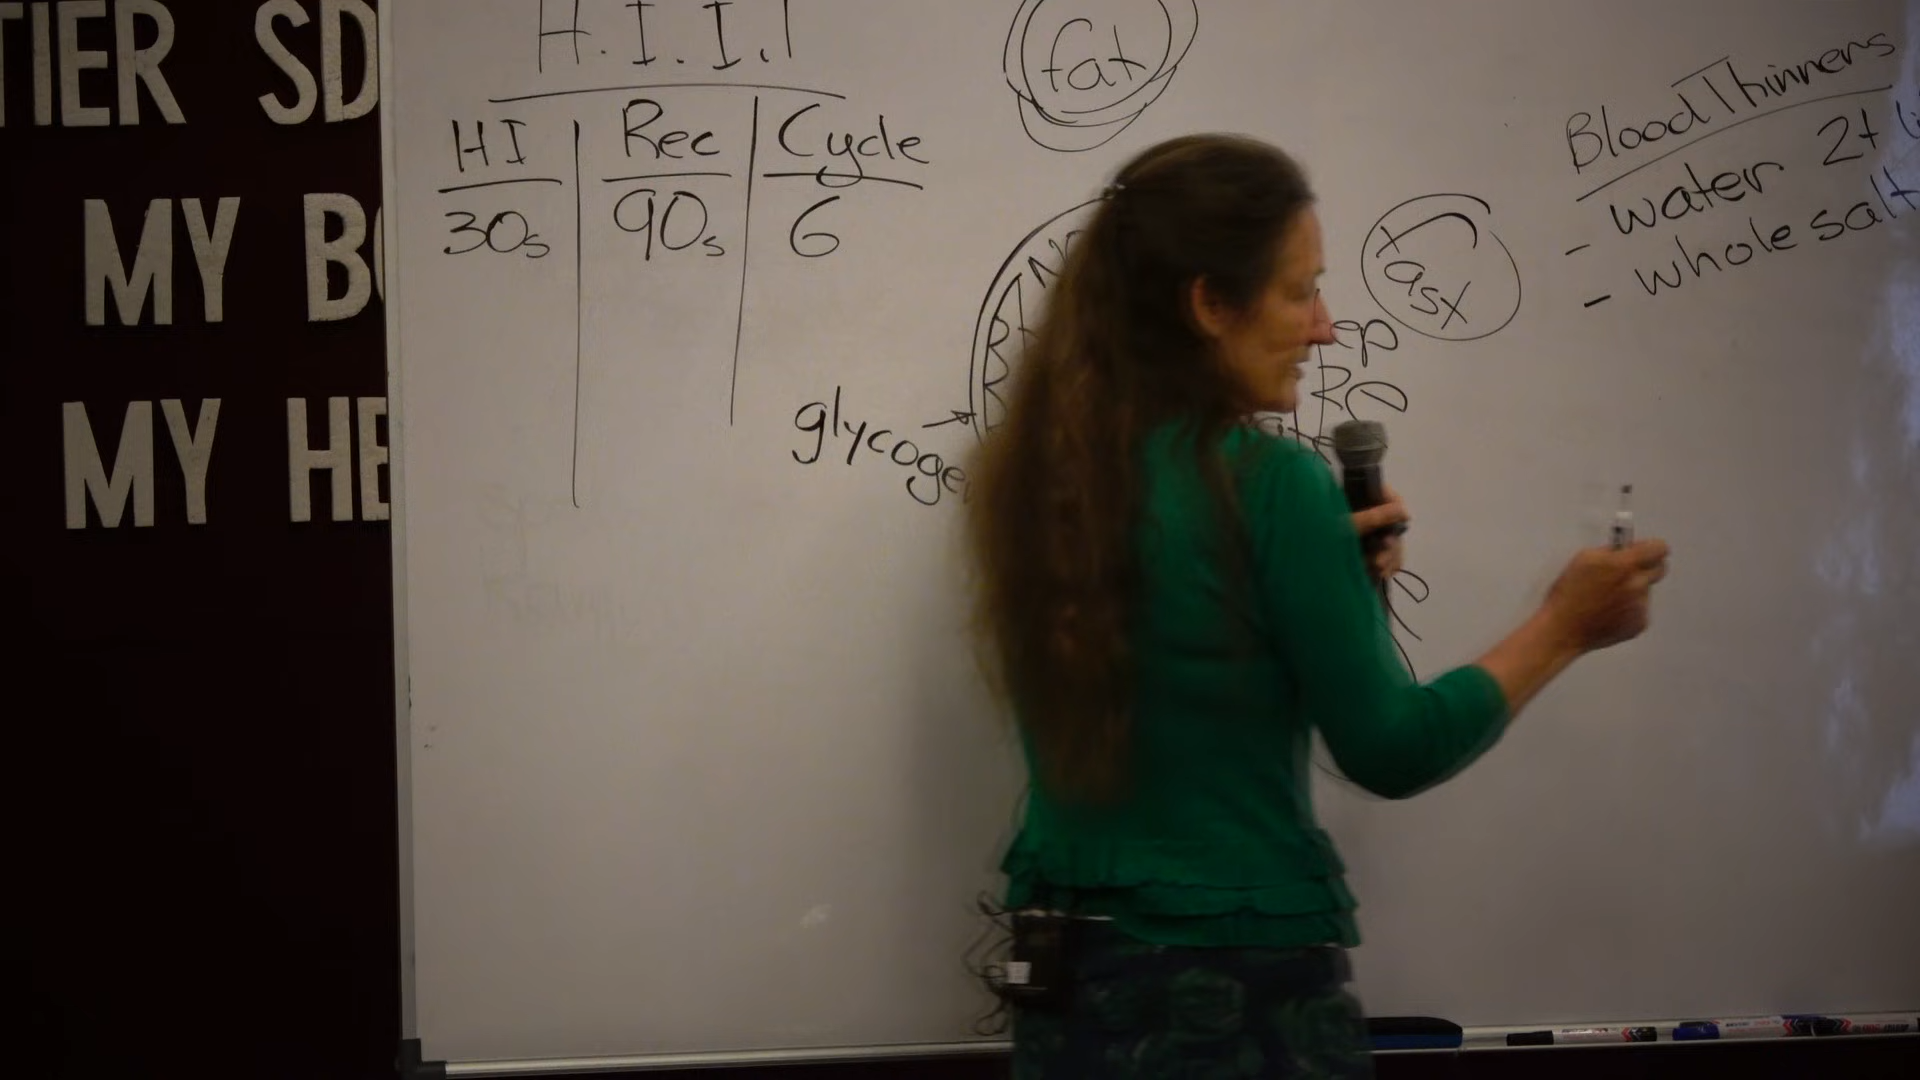 TIER SD
MY B
MY HE
H.I.I.T
HI Rec Cycle
30s 90s 6
fat
glycogen
fast
ep
Blood Thinners
- water 2t
- whole salt